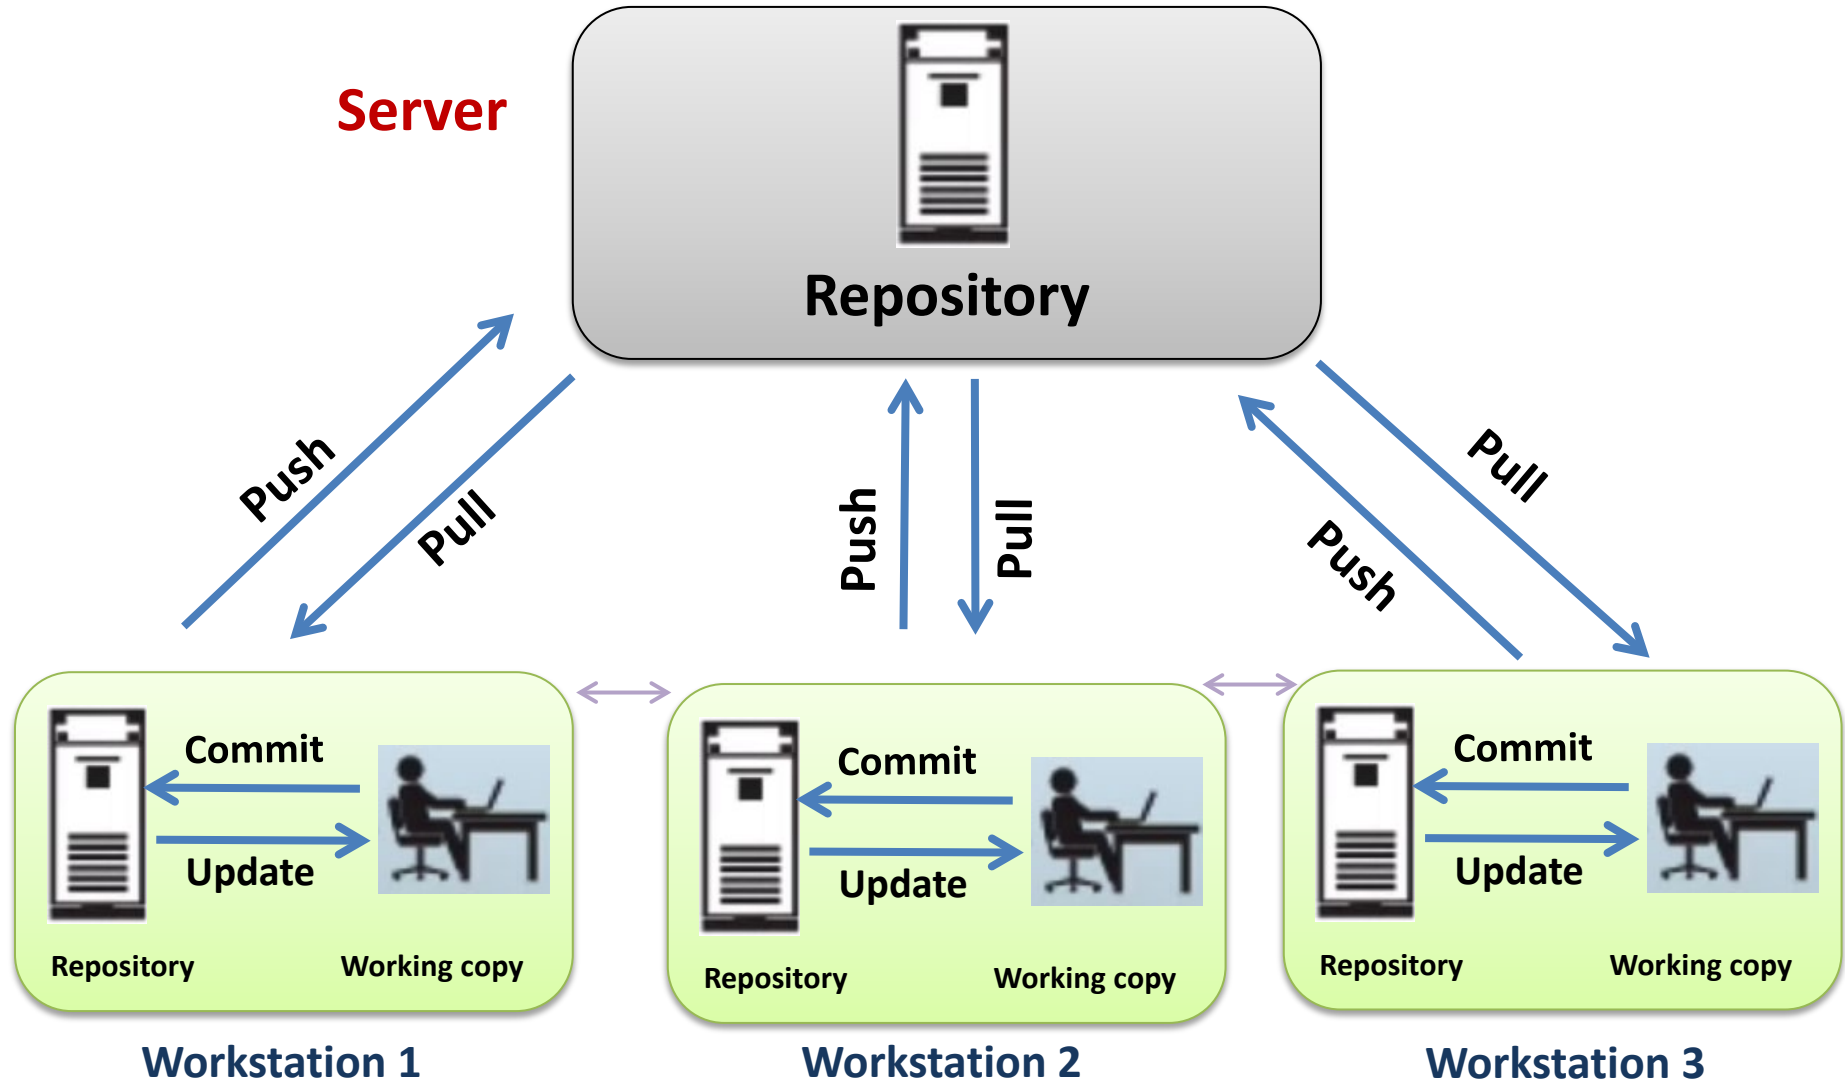 Server
Repository
Push
Pull
Push
Pull
Pull
Push
Commit
Update
Repository
Working copy
Workstation 1
Commit
Update
Repository
Working copy
Workstation 2
Commit
Update
Repository
Working copy
Workstation 3